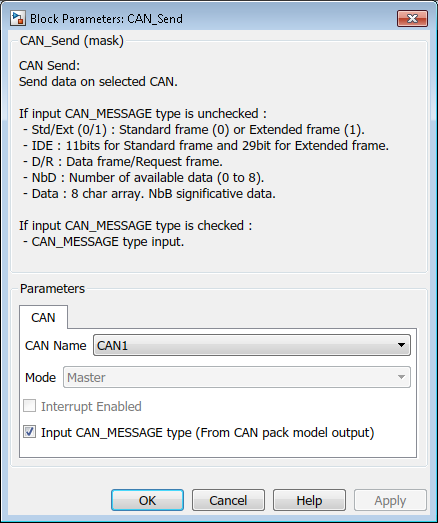 Block Parameters: CAN_Send
CAN_Send (mask)
CAN Send:
Send data on selected CAN.
If input CAN_MESSAGE type is unchecked :
- Std/Ext (0/1) : Standard frame (0) or Extended frame (1).
- IDE : 11bits for Standard frame and 29bit for Extended frame.
- D/R : Data frame/Request frame.
- NbD : Number of available data (0 to 8).
- Data : 8 char array. NbB significative data.
If input CAN_MESSAGE type is checked :
- CAN_MESSAGE type input.
Parameters
CAN
CAN Name CAN1
Mode Master
Interrupt Enabled
Input CAN_MESSAGE type (From CAN pack model output)
OK Cancel Help Apply